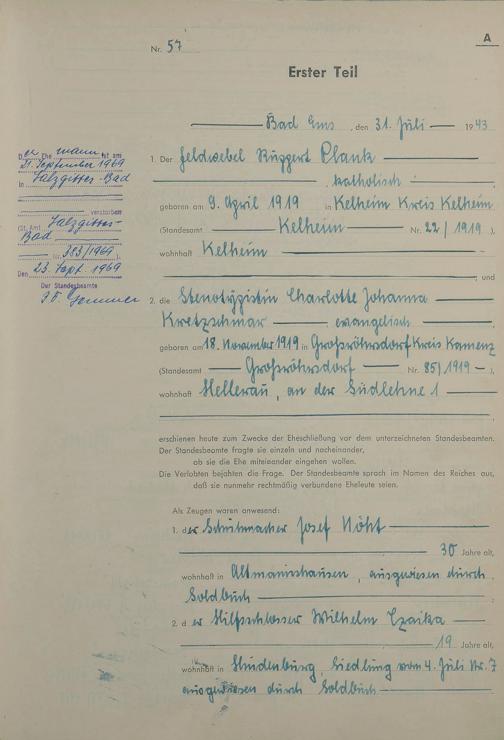 A
Nr. 57
Erster Teil
Bad Ems, den 31. Juli 1943
1. Der Feldwebel Ruppert Plank
katholisch
geboren am 9. April 1919 in Kelheim Kreis Kelheim
(Standesamt Kelheim Nr. 22/1919),
wohnhaft Kelheim
und
2. die Stenotypistin Charlotte Johanna
Kretzschmar evangelisch
geboren am 18. November 1919 in Großröhrsdorf Kreis Kamenz
(Standesamt Großröhrsdorf Nr. 85/1919),
wohnhaft Hellerau, an der Südlehne 1
erschienen heute zum Zwecke der Eheschließung vor dem unterzeichneten Standesbeamten.
Der Standesbeamte fragte sie einzeln und nacheinander,
ob sie die Ehe miteinander eingehen wollen.
Die Verlobten bejahten die Frage. Der Standesbeamte sprach im Namen des Reiches aus,
daß sie nunmehr rechtmäßig verbundene Eheleute seien.
Als Zeugen waren anwesend:
1. der Schuhmacher Josef
30 Jahre alt,
wohnhaft in Altmannshausen, ausgewiesen durch
Soldbuch
2. der Hilfsschlosser Wilhelm Czaika
19 Jahre alt,
wohnhaft in Hindenburg, Siedlung vom 4. Juli Nr. 7
ausgewiesen durch Soldbuch
Der Ehemann ist am
21. September 1969
in Salzgitter-Bad
verstorben
(St. Amt Salzgitter-
Bad
Nr. 383/1969)
Den 23. Sept. 1969
Der Standesbeamte